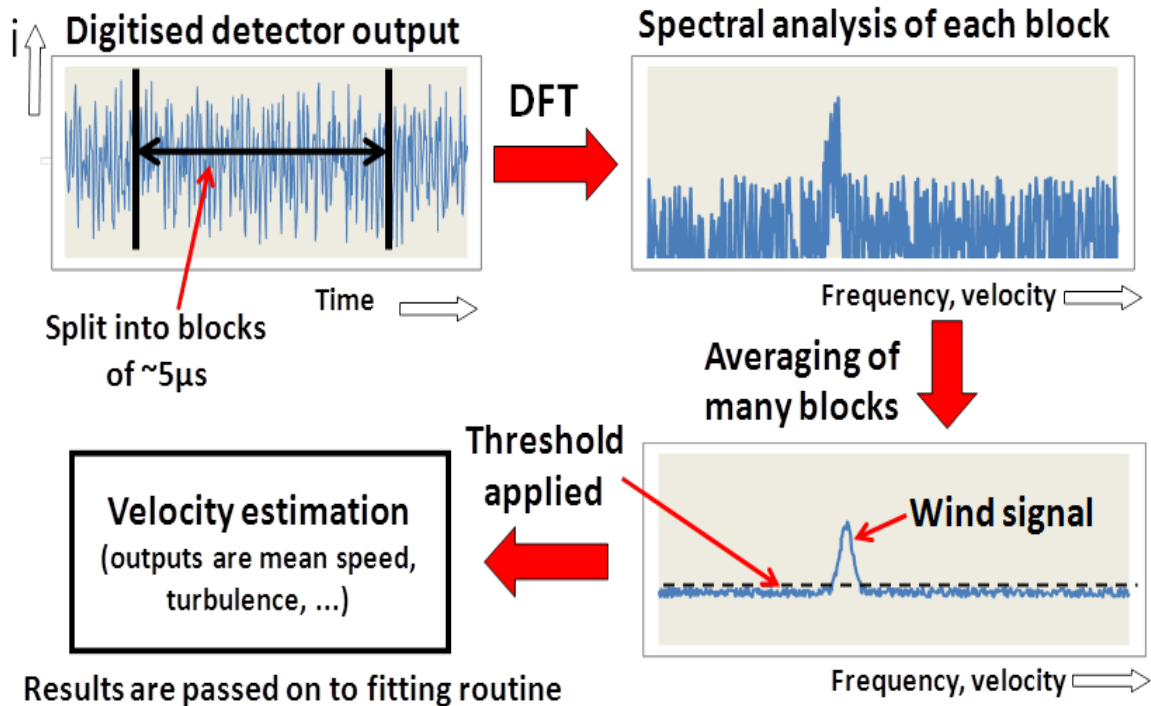 i
Digitised detector output
Time
Split into blocks
of ~5µs
DFT
Spectral analysis of each block
Frequency, velocity
Averaging of
many blocks
Wind signal
Frequency, velocity
Threshold
applied
Velocity estimation
(outputs are mean speed,
turbulence, ...)
Results are passed on to fitting routine